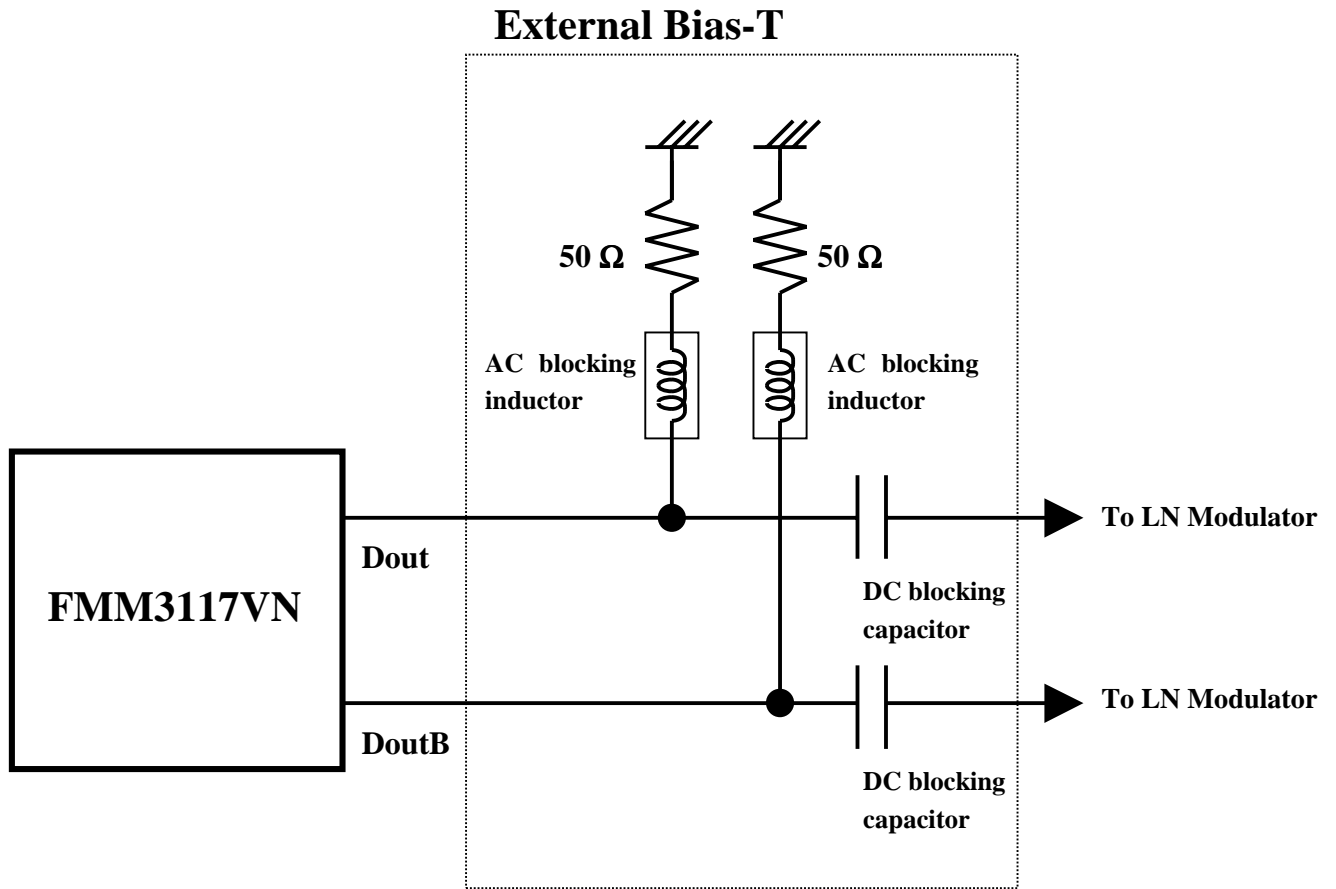 External Bias-T
50 Ω
50 Ω
AC blocking
inductor
AC blocking
inductor
To LN Modulator
Dout
FMM3117VN
DC blocking
capacitor
To LN Modulator
DoutB
DC blocking
capacitor